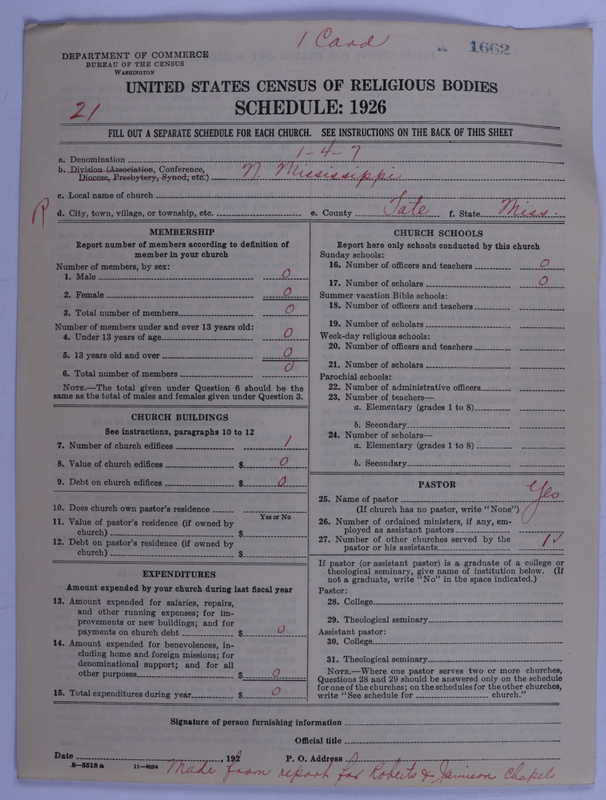 1 Card
1662
DEPARTMENT OF COMMERCE
BUREAU OF THE CENSUS
WASHINGTON
UNITED STATES CENSUS OF RELIGIOUS BODIES
21
SCHEDULE: 1926
FILL OUT A SEPARATE SCHEDULE FOR EACH CHURCH. SEE INSTRUCTIONS ON THE BACK OF THIS SHEET
a. Denomination 1-4-7
b. Division (Association, Conference, Diocese, Presbytery, Synod, etc.) N Mississippi
c. Local name of church
R
d. City, town, village, or township, etc. e. County Tate f. State Miss.
MEMBERSHIP
Report number of members according to definition of
member in your church
Number of members, by sex:
1. Male 0
2. Female 0
3. Total number of members 0
Number of members under and over 13 years old:
4. Under 13 years of age 0
5. 13 years old and over 0
6. Total number of members 0
NOTE.—The total given under Question 6 should be the
same as the total of males and females given under Question 3.
CHURCH BUILDINGS
See instructions, paragraphs 10 to 12
7. Number of church edifices 1
8. Value of church edifices $ 0
9. Debt on church edifices $ 0
10. Does church own pastor's residence
Yes or No
11. Value of pastor's residence (if owned by
church) $
12. Debt on pastor's residence (if owned by
church) $
EXPENDITURES
Amount expended by your church during last fiscal year
13. Amount expended for salaries, repairs,
and other running expenses; for im-
provements or new buildings; and for
payments on church debt $ 0
14. Amount expended for benevolences, in-
cluding home and foreign missions; for
denominational support; and for all
other purposes $ 0
15. Total expenditures during year $ 0
CHURCH SCHOOLS
Report here only schools conducted by this church
Sunday schools:
16. Number of officers and teachers 0
17. Number of scholars 0
Summer vacation Bible schools:
18. Number of officers and teachers
19. Number of scholars
Week-day religious schools:
20. Number of officers and teachers
21. Number of scholars
Parochial schools:
22. Number of administrative officers
23. Number of teachers—
a. Elementary (grades 1 to 8)
b. Secondary
24. Number of scholars—
a. Elementary (grades 1 to 8)
b. Secondary
PASTOR
25. Name of pastor Yes
(If church has no pastor, write "None")
26. Number of ordained ministers, if any, em-
ployed as assistant pastors
27. Number of other churches served by the
pastor or his assistants 1 ✓
If pastor (or assistant pastor) is a graduate of a college or
theological seminary, give name of institution below. (If
not a graduate, write "No" in the space indicated.)
Pastor:
28. College
29. Theological seminary
Assistant pastor:
30. College
31. Theological seminary
NOTE.—Where one pastor serves two or more churches,
Questions 28 and 29 should be answered only on the schedule
for one of the churches; on the schedules for the other churches,
write "See schedule for church."
Signature of person furnishing information
Official title
Date , 192 P. O. Address
8-5518 a 11-9034
Made from report for Roberts & Jamison Chapels